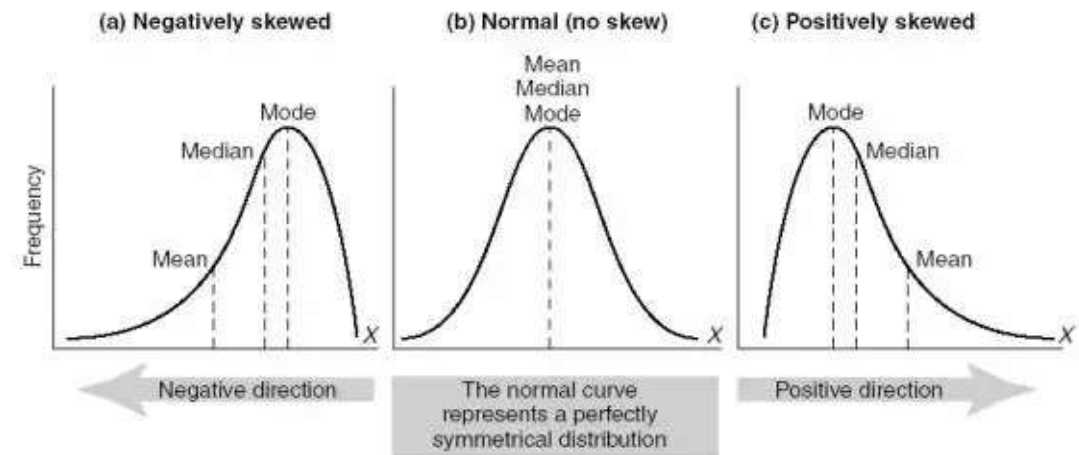 (a) Negatively skewed
(b) Normal (no skew)
(c) Positively skewed
Frequency
Mode
Median
Mean
X
Mean
Median
Mode
X
Mode
Median
Mean
X
Negative direction
The normal curve
represents a perfectly
symmetrical distribution
Positive direction